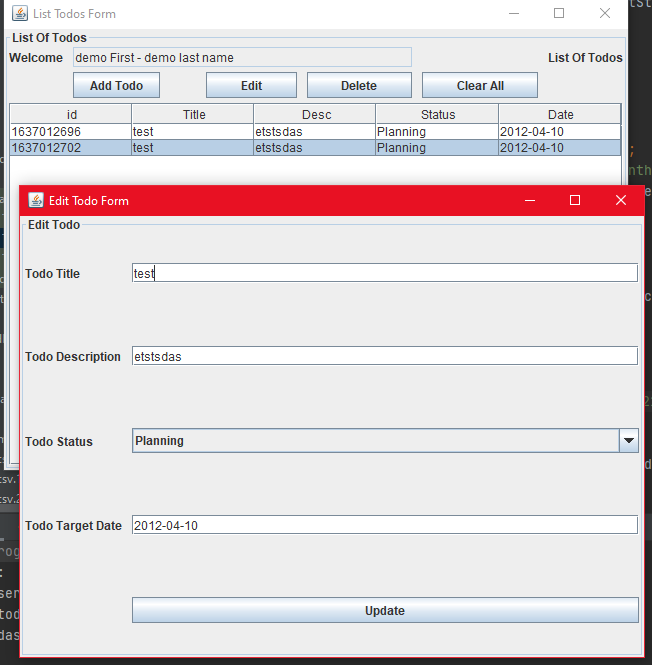 List Todos Form
List Of Todos
Welcome demo First - demo last name List Of Todos
Add Todo Edit Delete Clear All
id Title Desc Status Date
1637012696 test etstsdas Planning 2012-04-10
1637012702 test etstsdas Planning 2012-04-10
Edit Todo Form
Edit Todo
Todo Title test
Todo Description etstsdas
Todo Status Planning
Todo Target Date 2012-04-10
Update